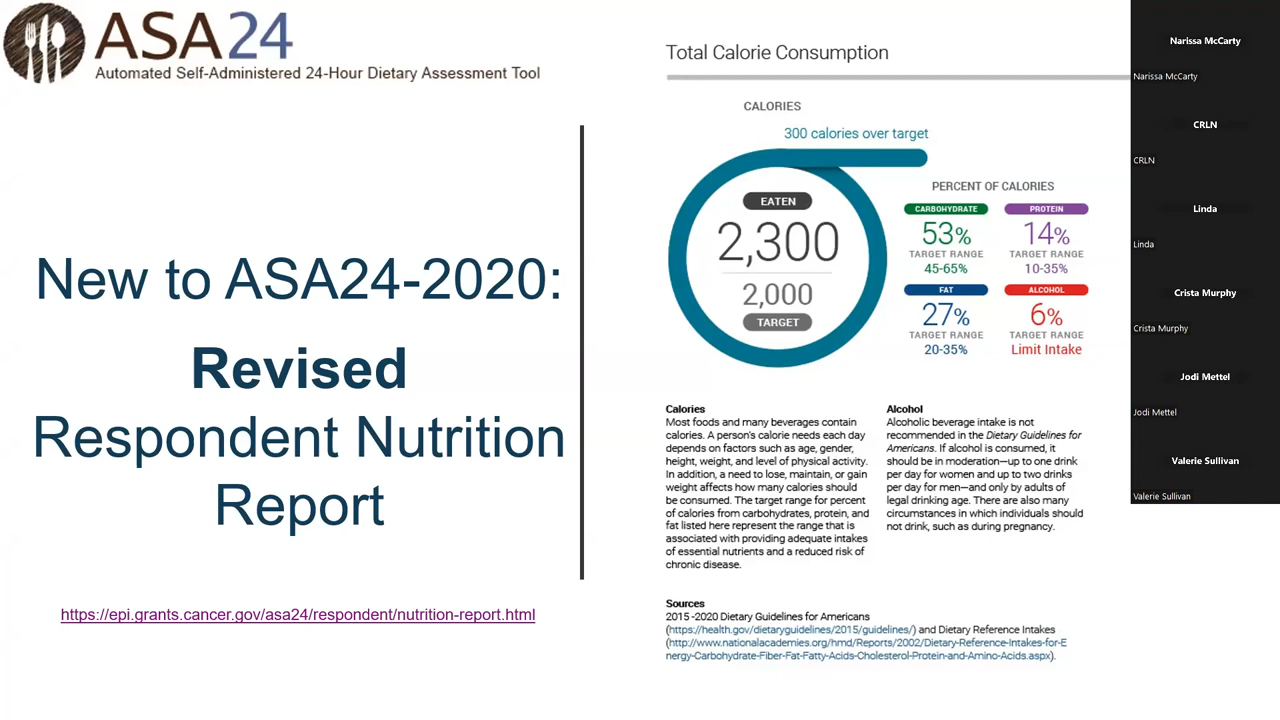 ASA24
Automated Self-Administered 24-Hour Dietary Assessment Tool
New to ASA24-2020:
Revised
Respondent Nutrition
Report
https://epi.grants.cancer.gov/asa24/respondent/nutrition-report.html
Total Calorie Consumption
CALORIES
300 calories over target
EATEN
2,300
2,000
TARGET
PERCENT OF CALORIES
CARBOHYDRATE
53%
TARGET RANGE
45-65%
PROTEIN
14%
TARGET RANGE
10-35%
FAT
27%
TARGET RANGE
20-35%
ALCOHOL
6%
TARGET RANGE
Limit Intake
Calories
Most foods and many beverages contain
calories. A person's calorie needs each day
depends on factors such as age, gender,
height, weight, and level of physical activity.
In addition, a need to lose, maintain, or gain
weight affects how many calories should
be consumed. The target range for percent
of calories from carbohydrates, protein, and
fat listed here represent the range that is
associated with providing adequate intakes
of essential nutrients and a reduced risk of
chronic disease.
Alcohol
Alcoholic beverage intake is not
recommended in the Dietary Guidelines for
Americans. If alcohol is consumed, it
should be in moderation—up to one drink
per day for women and up to two drinks
per day for men—and only by adults of
legal drinking age. There are also many
circumstances in which individuals should
not drink, such as during pregnancy.
Sources
2015 -2020 Dietary Guidelines for Americans
(https://health.gov/dietaryguidelines/2015/guidelines/) and Dietary Reference Intakes
(http://www.nationalacademies.org/hmd/Reports/2002/Dietary-Reference-Intakes-for-E
nergy-Carbohydrate-Fiber-Fat-Fatty-Acids-Cholesterol-Protein-and-Amino-Acids.aspx).
Narissa McCarty
Narissa McCarty
CRLN
CRLN
Linda
Linda
Crista Murphy
Crista Murphy
Jodi Mettel
Jodi Mettel
Valerie Sullivan
Valerie Sullivan